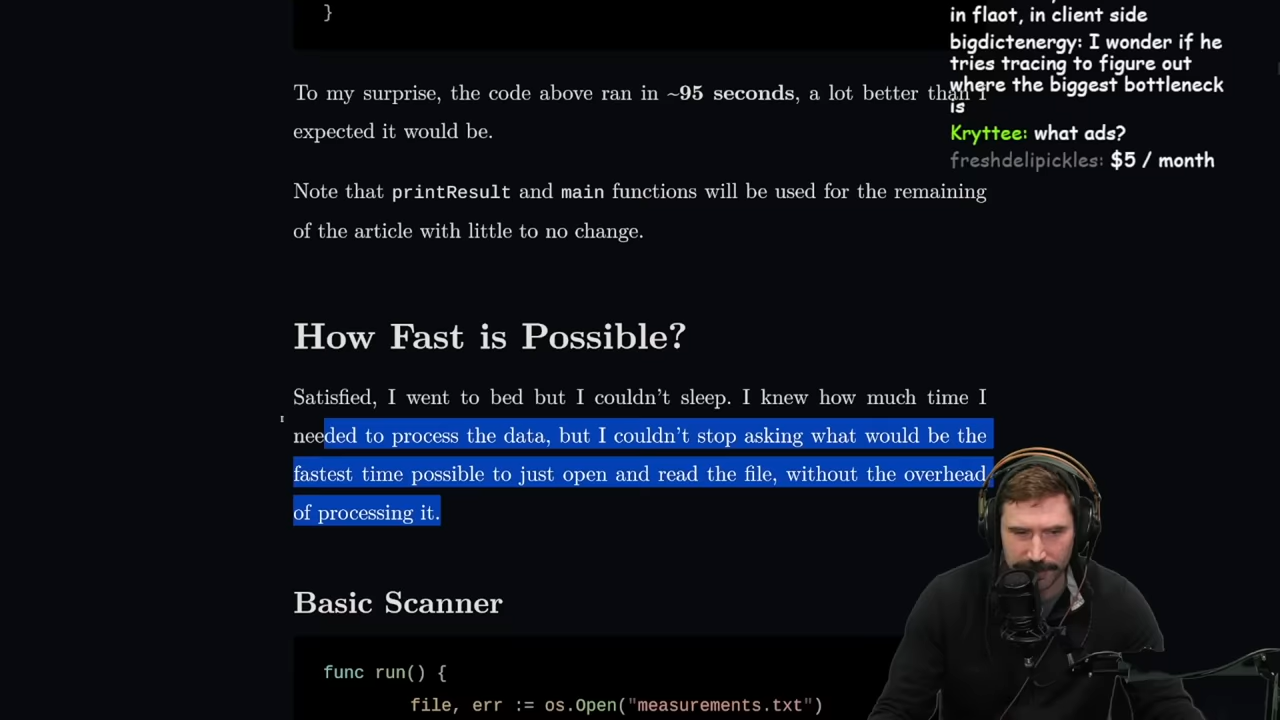 }
To my surprise, the code above ran in ~95 seconds, a lot better than I
expected it would be.
Note that printResult and main functions will be used for the remaining
of the article with little to no change.
How Fast is Possible?
Satisfied, I went to bed but I couldn't sleep. I knew how much time I
needed to process the data, but I couldn't stop asking what would be the
fastest time possible to just open and read the file, without the overhead
of processing it.
Basic Scanner
func run() {
file, err := os.Open("measurements.txt")
in flaot, in client side
bigdictenergy: I wonder if he
tries tracing to figure out
where the biggest bottleneck
is
Kryttee: what ads?
freshdelipickles: $5 / month